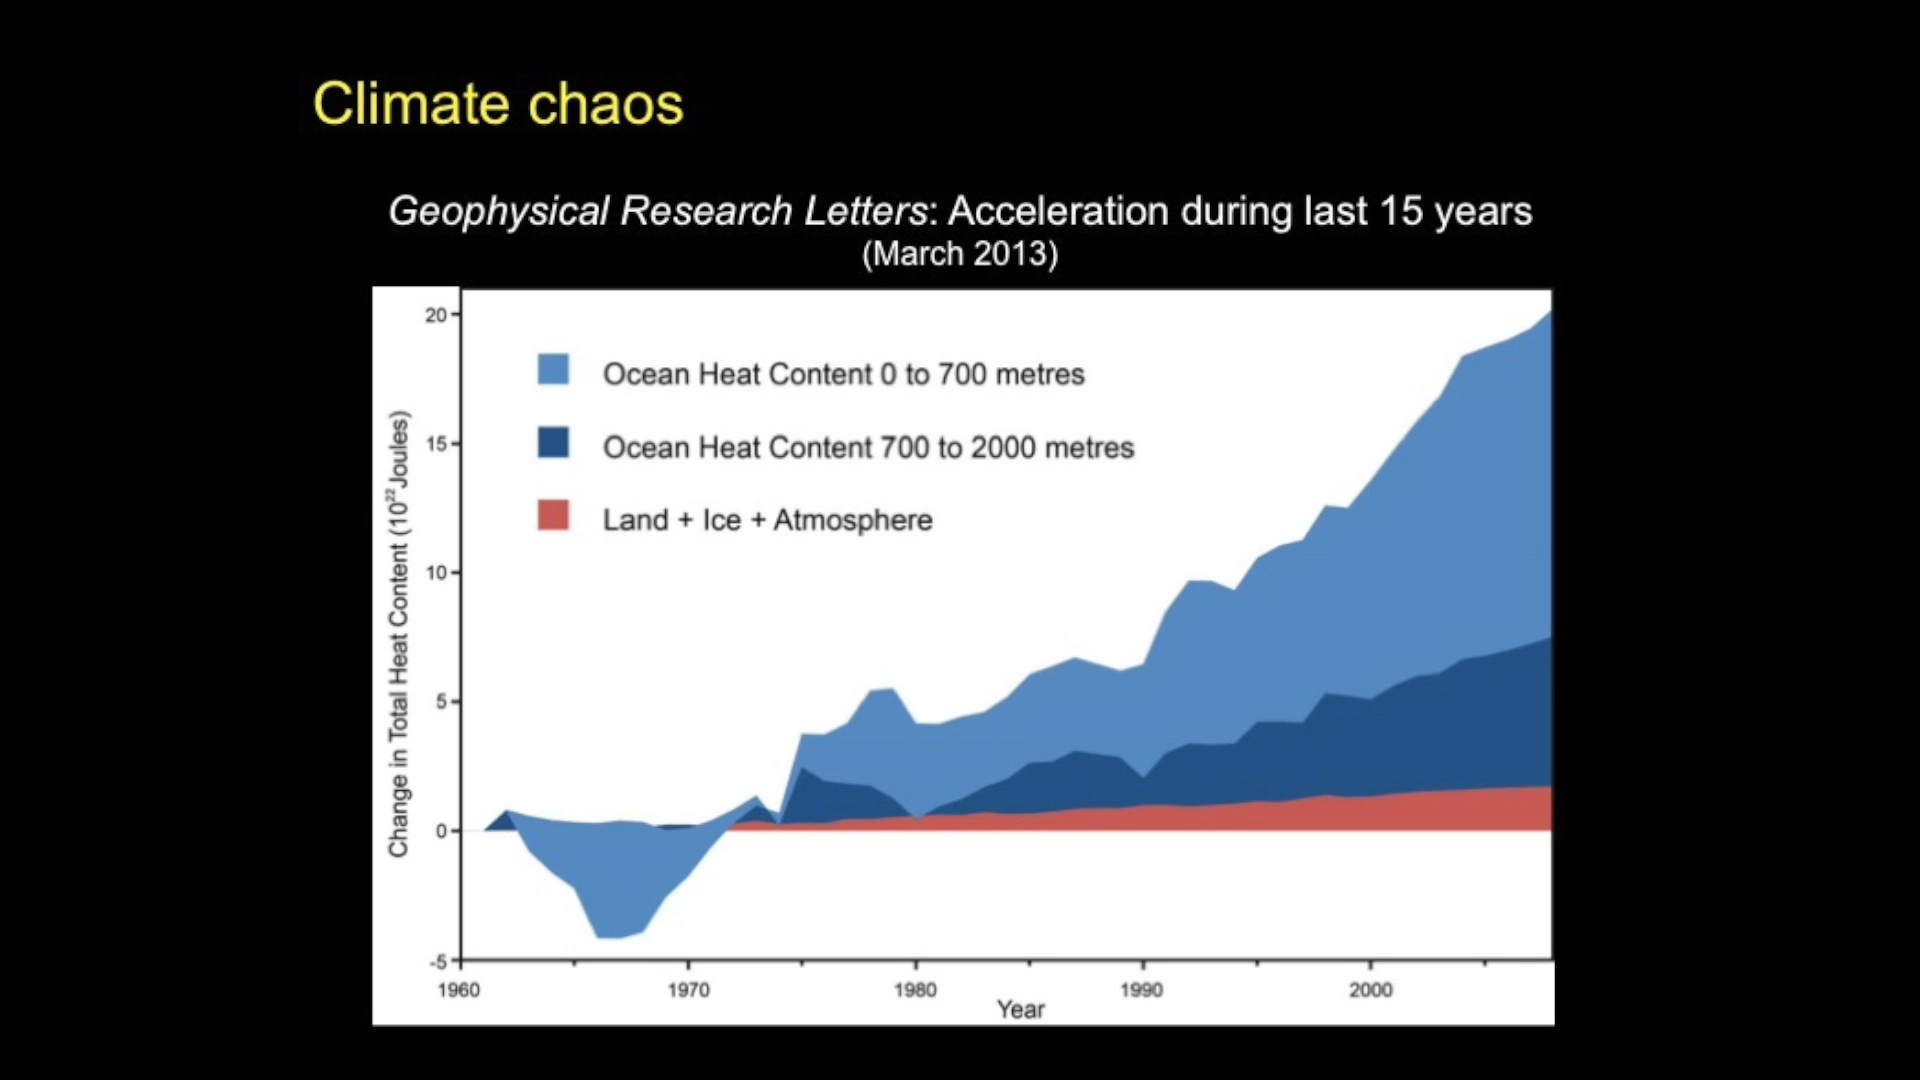 Climate chaos
Geophysical Research Letters: Acceleration during last 15 years
(March 2013)
20
15
10
5
0
-5
Change in Total Heat Content (10²²Joules)
Ocean Heat Content 0 to 700 metres
Ocean Heat Content 700 to 2000 metres
Land + Ice + Atmosphere
1960 1970 1980 1990 2000
Year